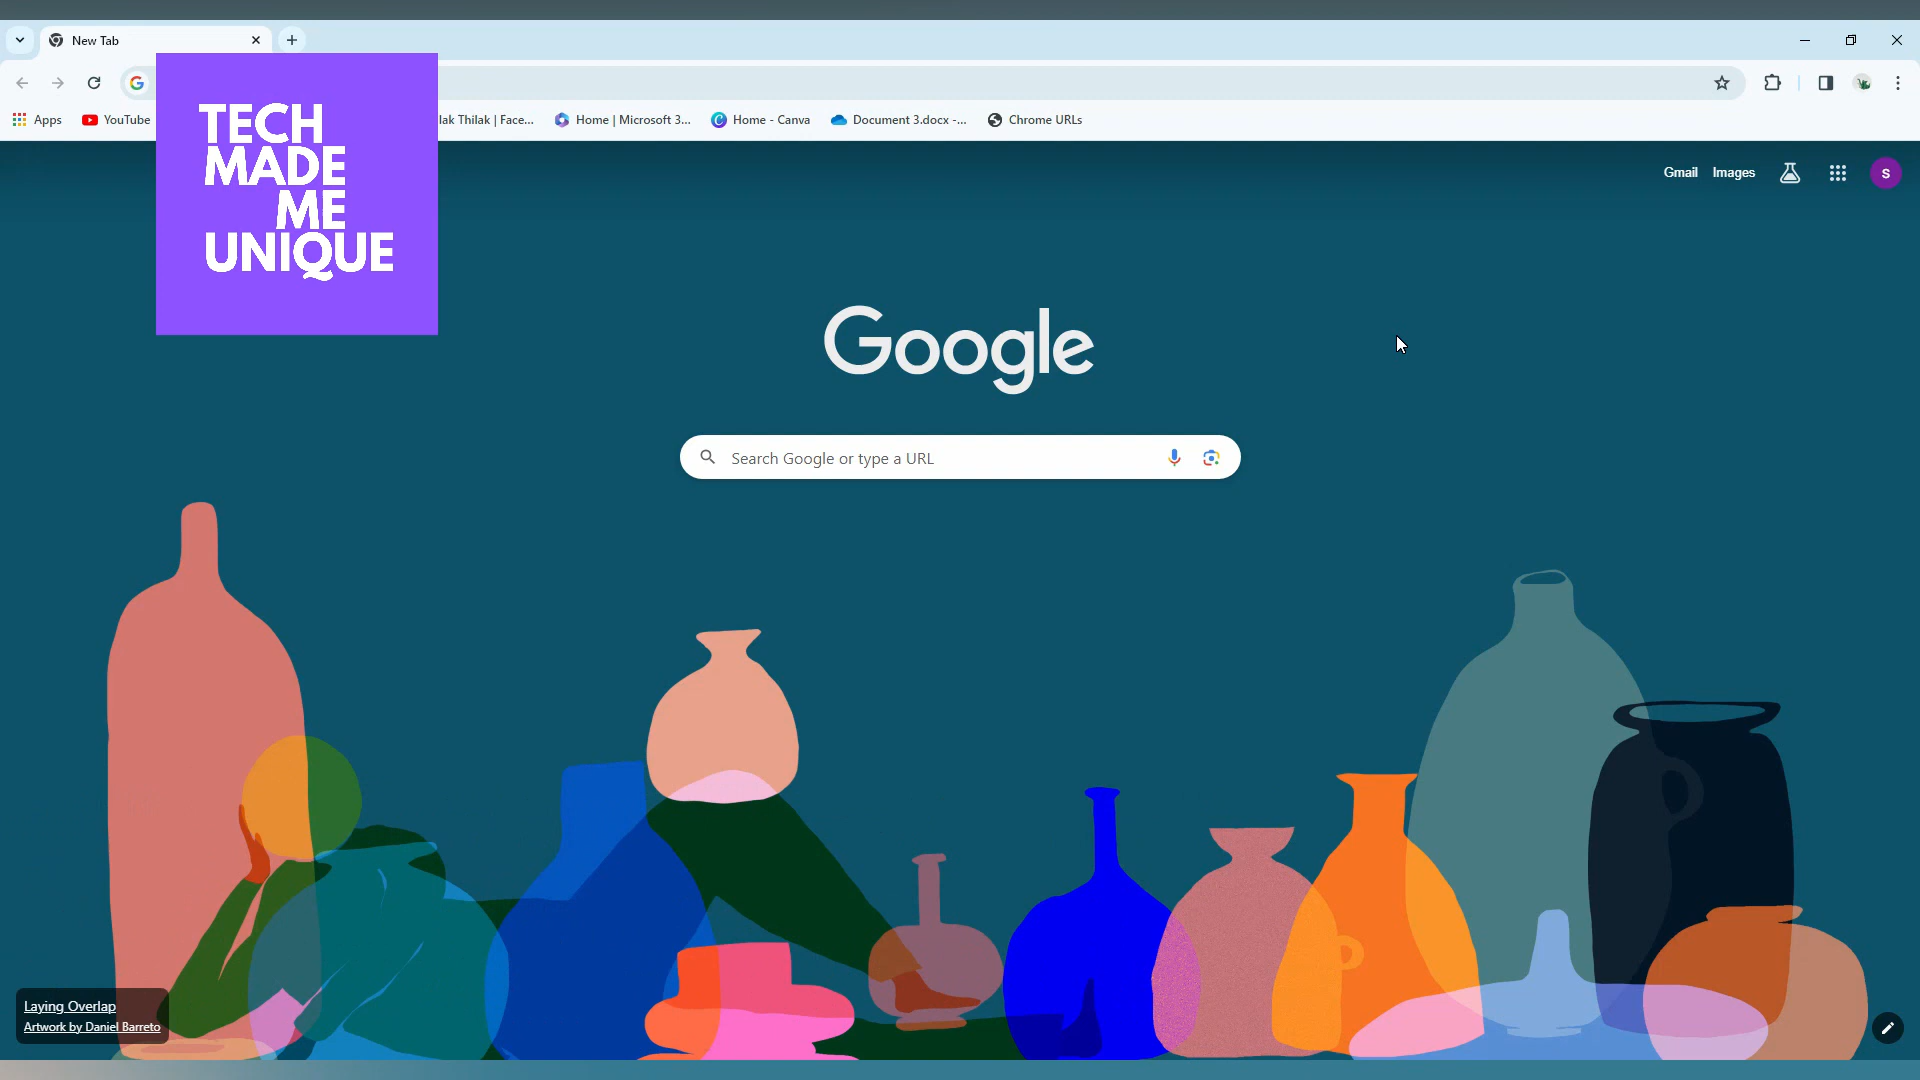 New Tab
TECH
MADE
ME
UNIQUE
Apps
YouTube
lak Thilak | Face...
Home | Microsoft 3...
Home - Canva
Document 3.docx -...
Chrome URLs
Gmail
Images
S
Google
Search Google or type a URL
Laying Overlap
Artwork by Daniel Barreto